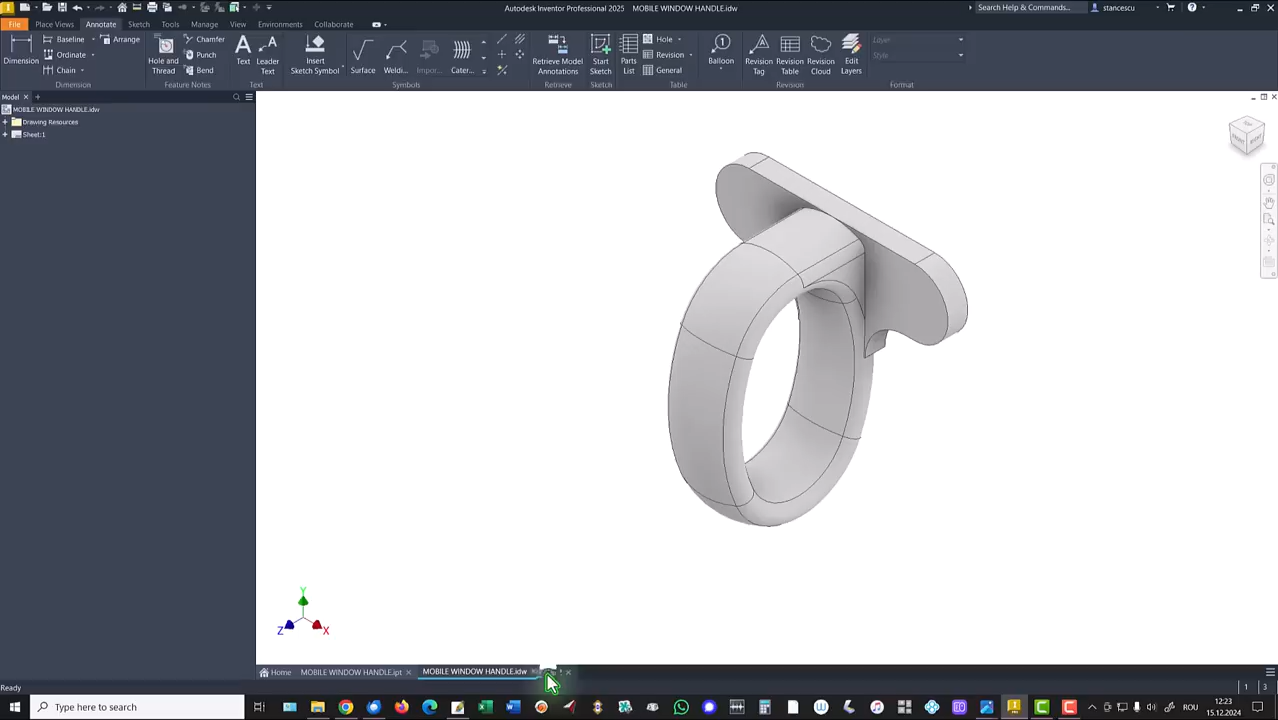 Autodesk Inventor Professional 2025 MOBILE WINDOW HANDLE.idw
Search Help & Commands...
stancescu
File Place Views Annotate Sketch Tools Manage View Environments Collaborate
Dimension
Baseline
Ordinate
Chain
Arrange
Dimension
Hole and Thread
Chamfer
Punch
Bend
Feature Notes
Text
Leader Text
Text
Insert Sketch Symbol
Surface
Weldi...
Impor...
Cater...
Symbols
Retrieve Model Annotations
Retrieve
Start Sketch
Sketch
Parts List
Hole
Revision
General
Table
Balloon
Revision Tag
Revision Table
Revision Cloud
Edit Layers
Revision
Layer
Style
Format
Model
MOBILE WINDOW HANDLE.idw
Drawing Resources
Sheet:1
Y
Z
X
Home MOBILE WINDOW HANDLE.ipt MOBILE WINDOW HANDLE.idw
Ready
1 3
Type here to search
ROU
12:23
15.12.2024